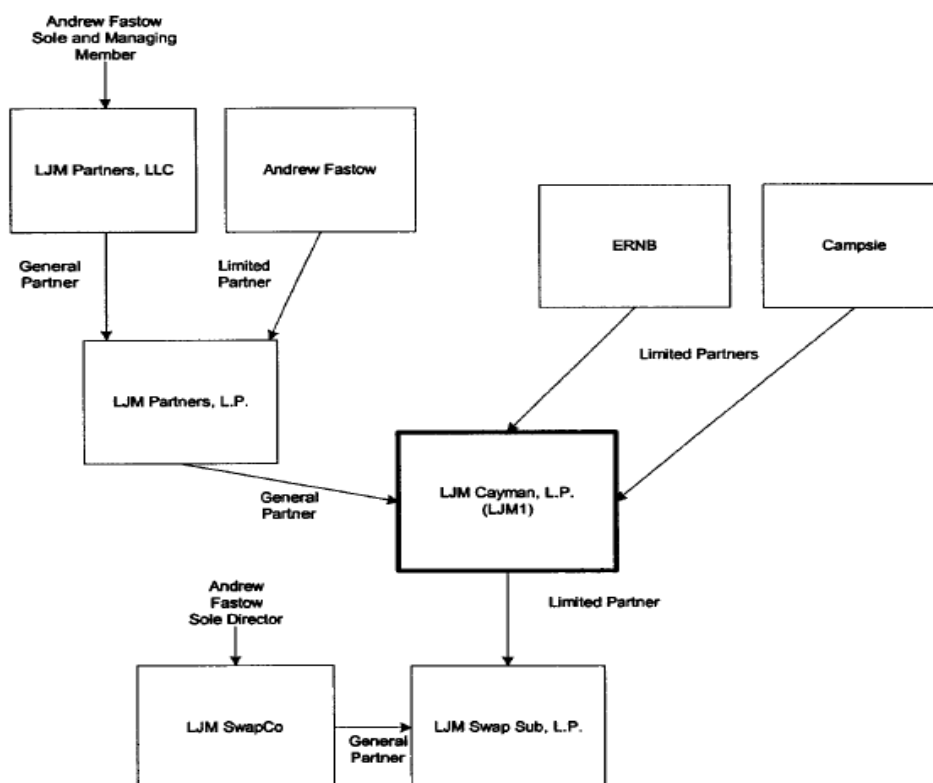 Andrew Fastow
Sole and Managing
Member
LJM Partners, LLC
Andrew Fastow
ERNB
Campsie
General
Partner
Limited
Partner
Limited Partners
LJM Partners, L.P.
General
Partner
LJM Cayman, L.P.
(LJM1)
Andrew
Fastow
Sole Director
Limited Partner
LJM SwapCo
General
Partner
LJM Swap Sub, L.P.